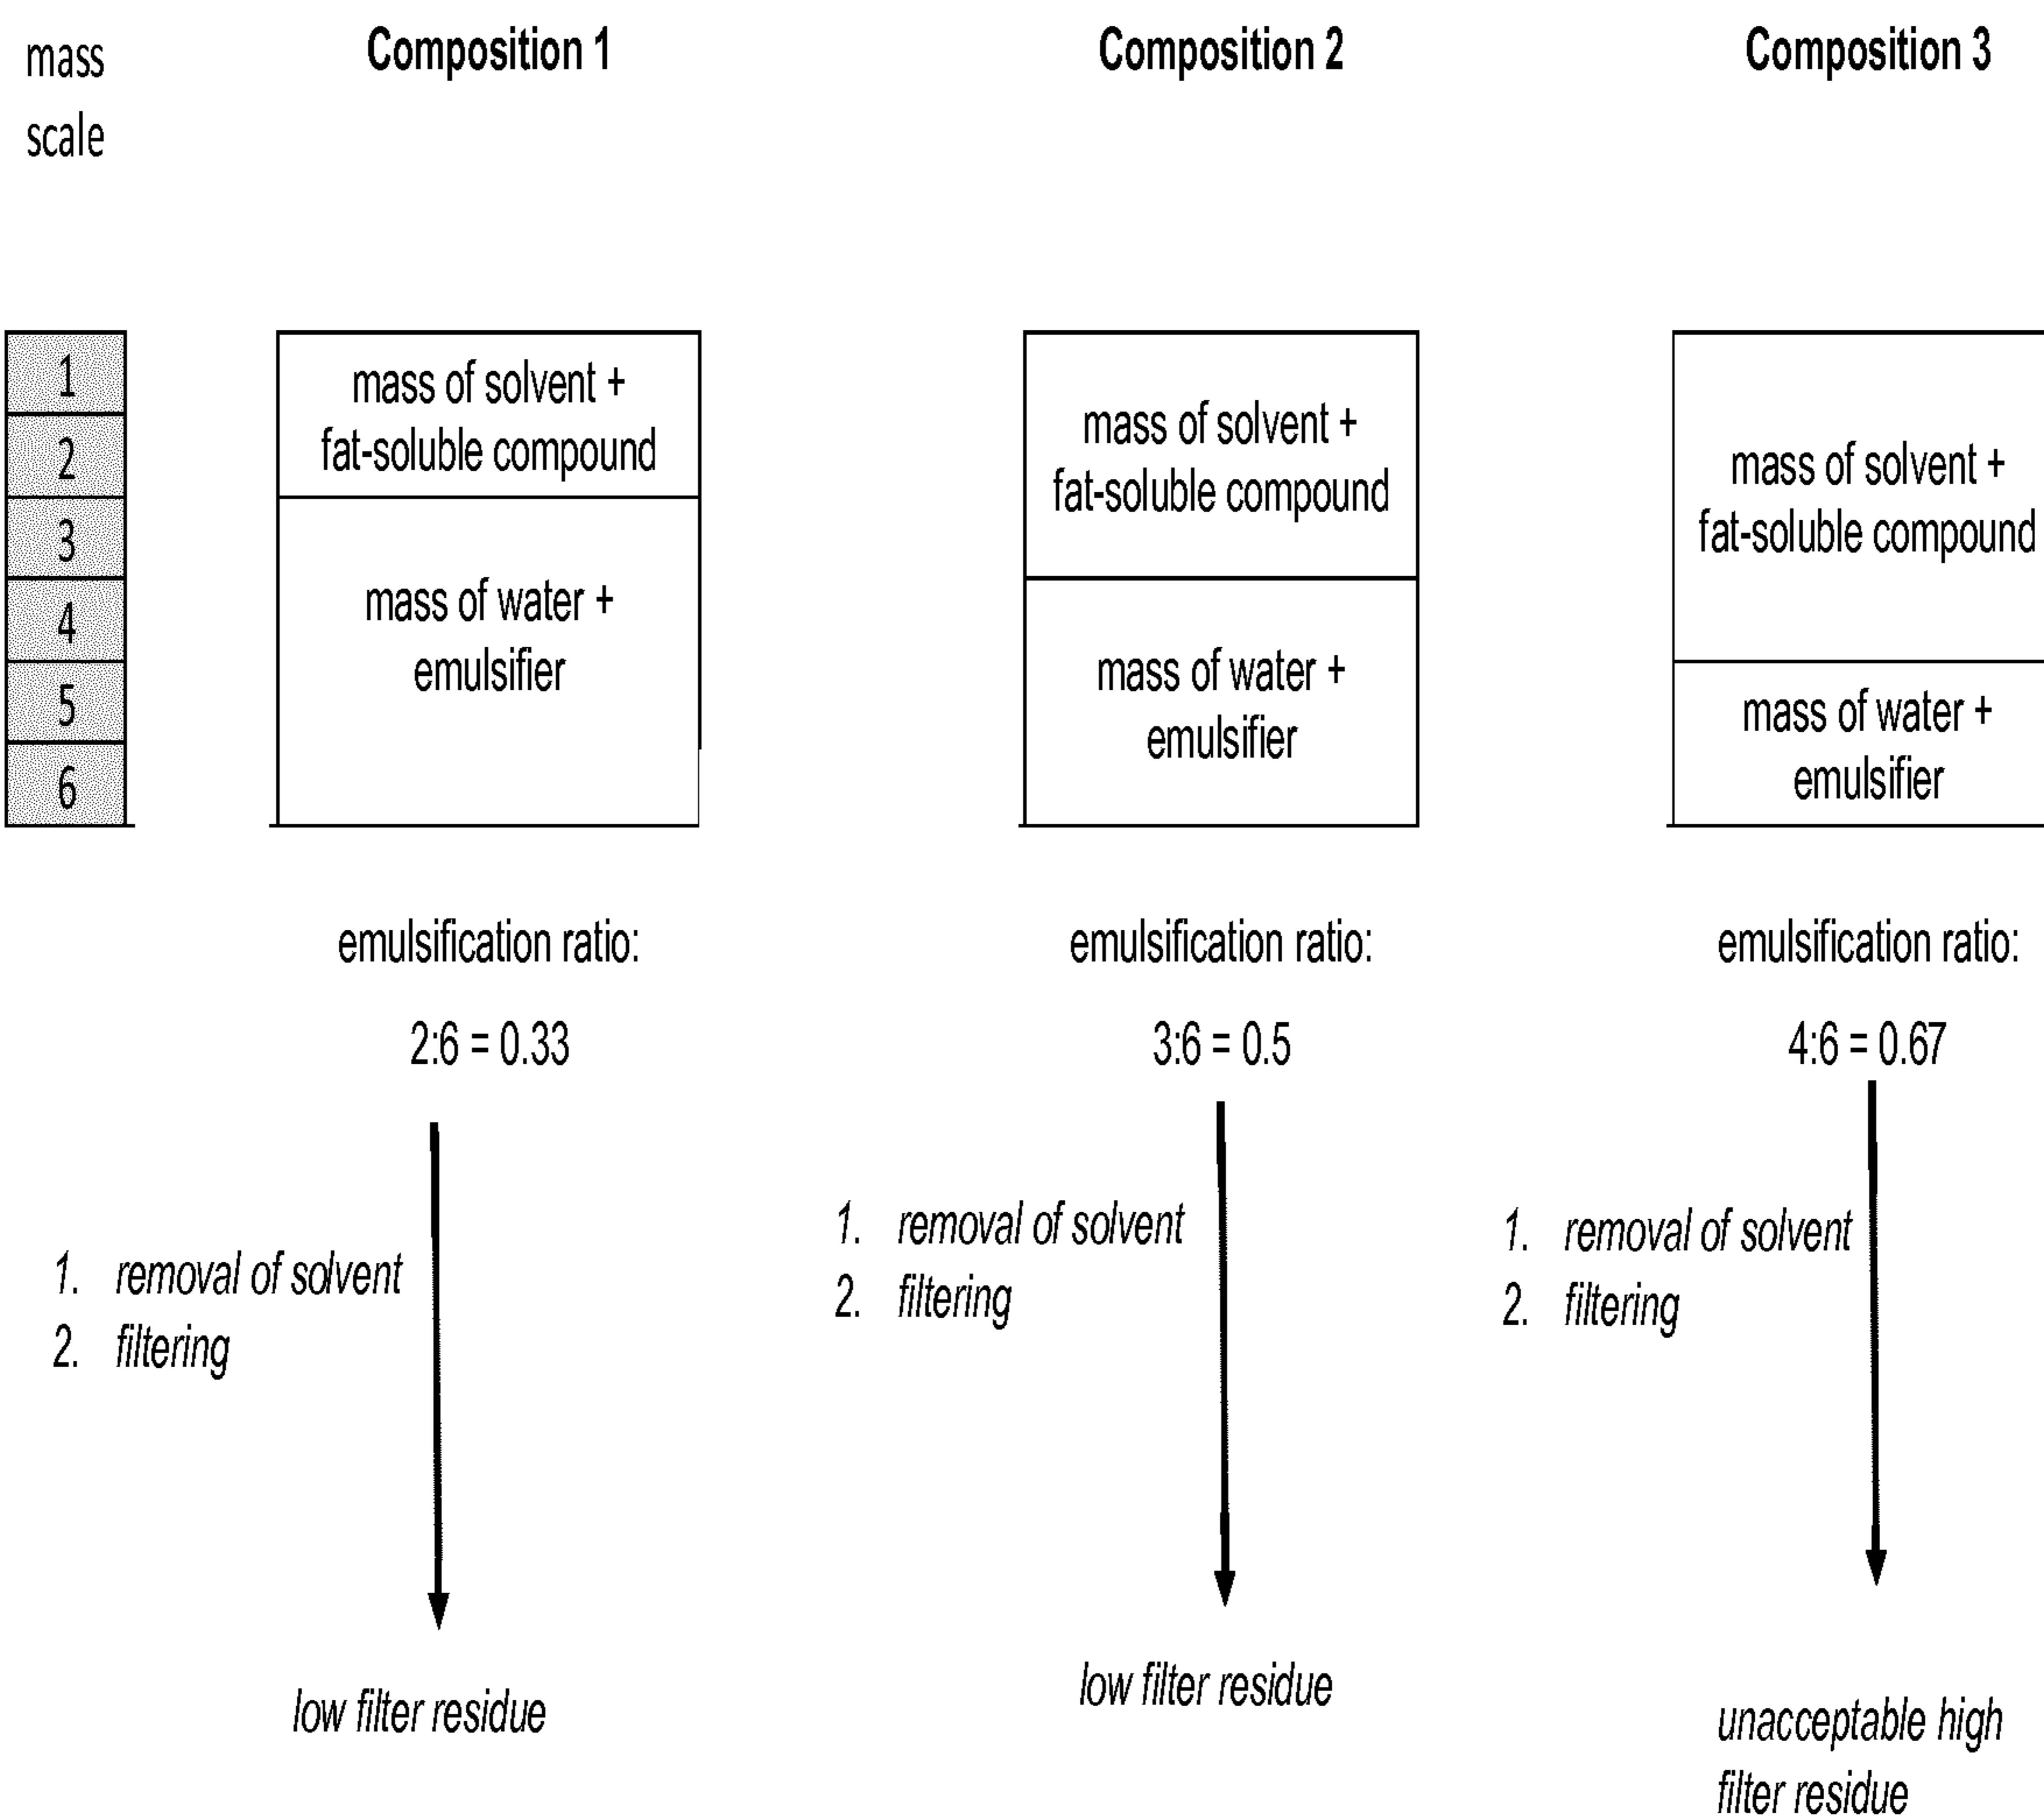 mass
scale
Composition 1
Composition 2
Composition 3
1
2
3
4
5
6
mass of solvent +
fat-soluble compound
mass of water +
emulsifier
mass of solvent +
fat-soluble compound
mass of water +
emulsifier
mass of solvent +
fat-soluble compound
mass of water +
emulsifier
emulsification ratio:
2:6 = 0.33
emulsification ratio:
3:6 = 0.5
emulsification ratio:
4:6 = 0.67
1. removal of solvent
2. filtering
1. removal of solvent
2. filtering
1. removal of solvent
2. filtering
low filter residue
low filter residue
unacceptable high
filter residue